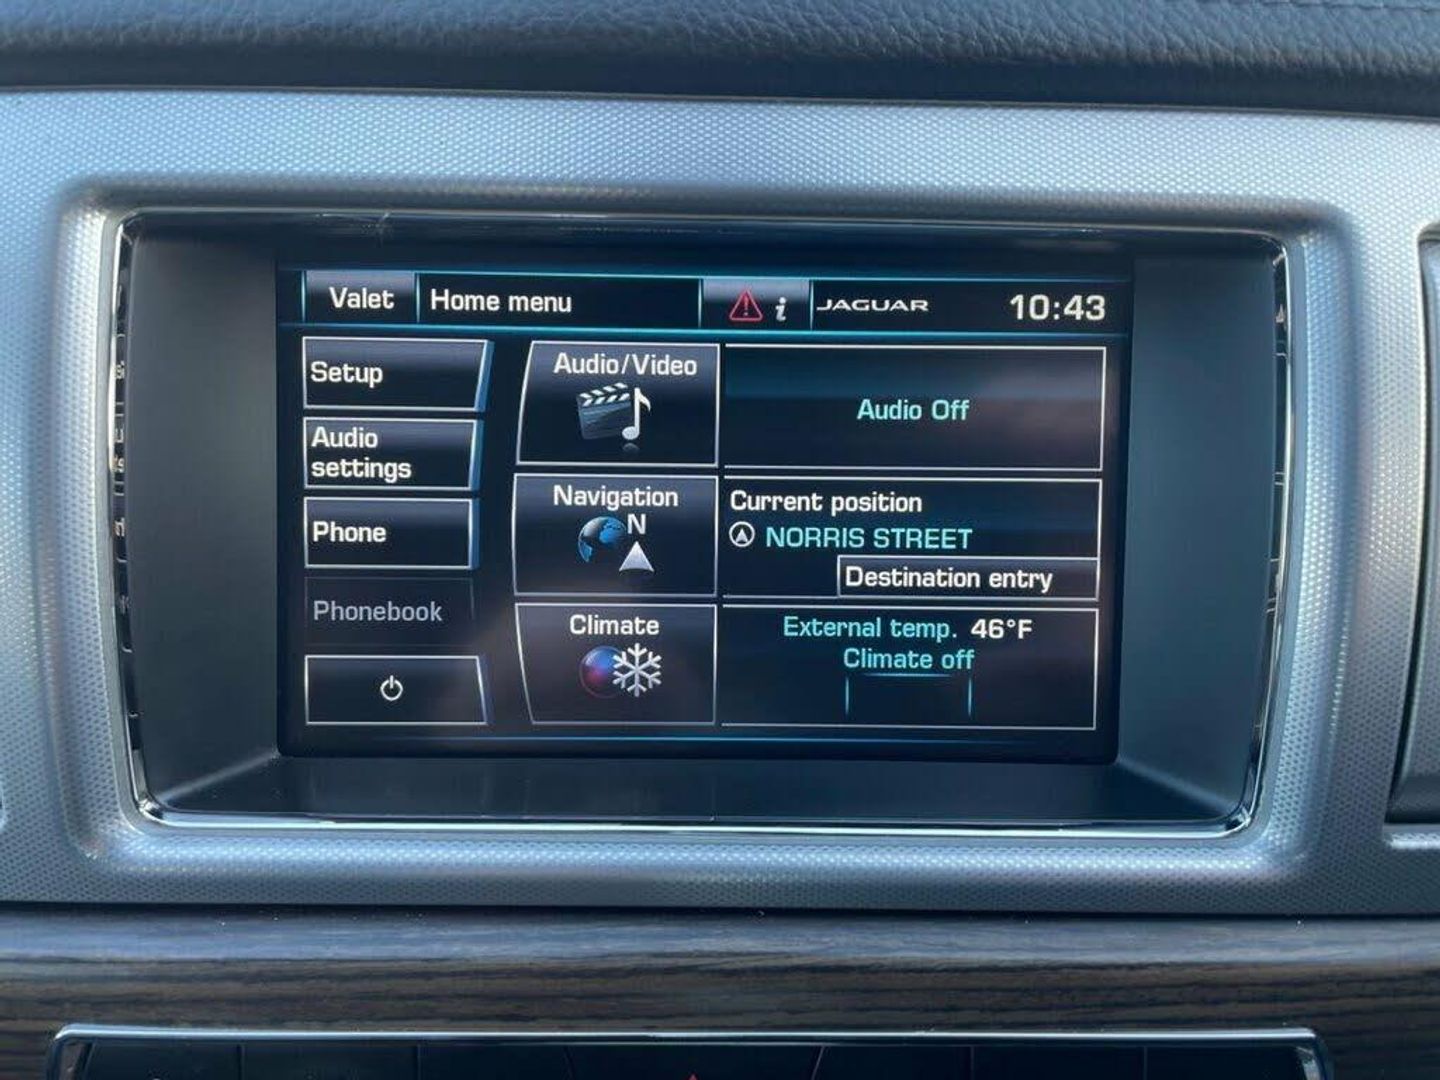 Valet
Home menu
i
JAGUAR
10:43
Setup
Audio
settings
Phone
Phonebook
Audio/Video
Audio Off
Navigation
N
Current position
NORRIS STREET
Destination entry
Climate
External temp. 46°F
Climate off